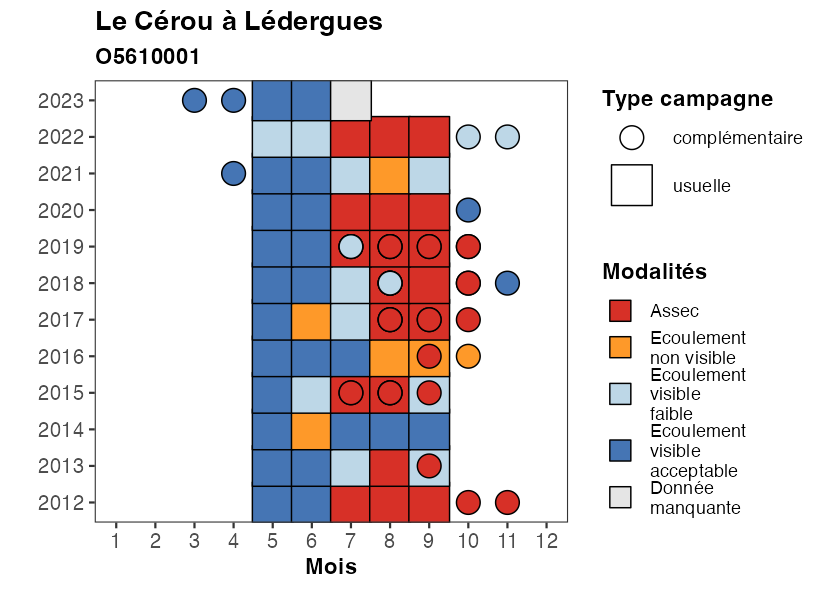 Le Cérou à Lédergues
O5610001
2023
2022
2021
2020
2019
2018
2017
2016
2015
2014
2013
2012
1 2 3 4 5 6 7 8 9 10 11 12
Mois
Type campagne
complémentaire
usuelle
Modalités
Assec
Ecoulement
non visible
Ecoulement
visible
faible
Ecoulement
visible
acceptable
Donnée
manquante